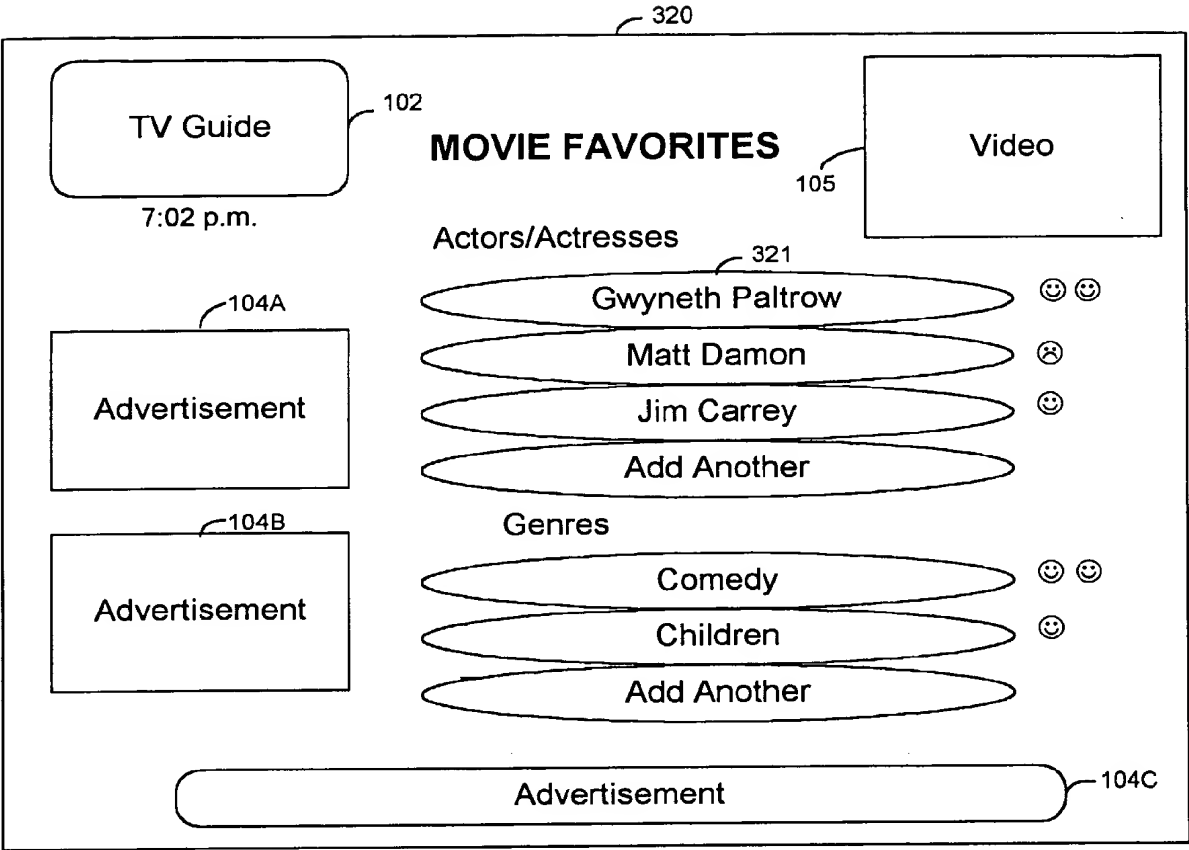 320
TV Guide
102
MOVIE FAVORITES
Video
105
7:02 p.m.
Actors/Actresses
321
Gwyneth Paltrow
104A
Matt Damon
Advertisement
Jim Carrey
Add Another
104B
Genres
Comedy
Advertisement
Children
Add Another
Advertisement
104C